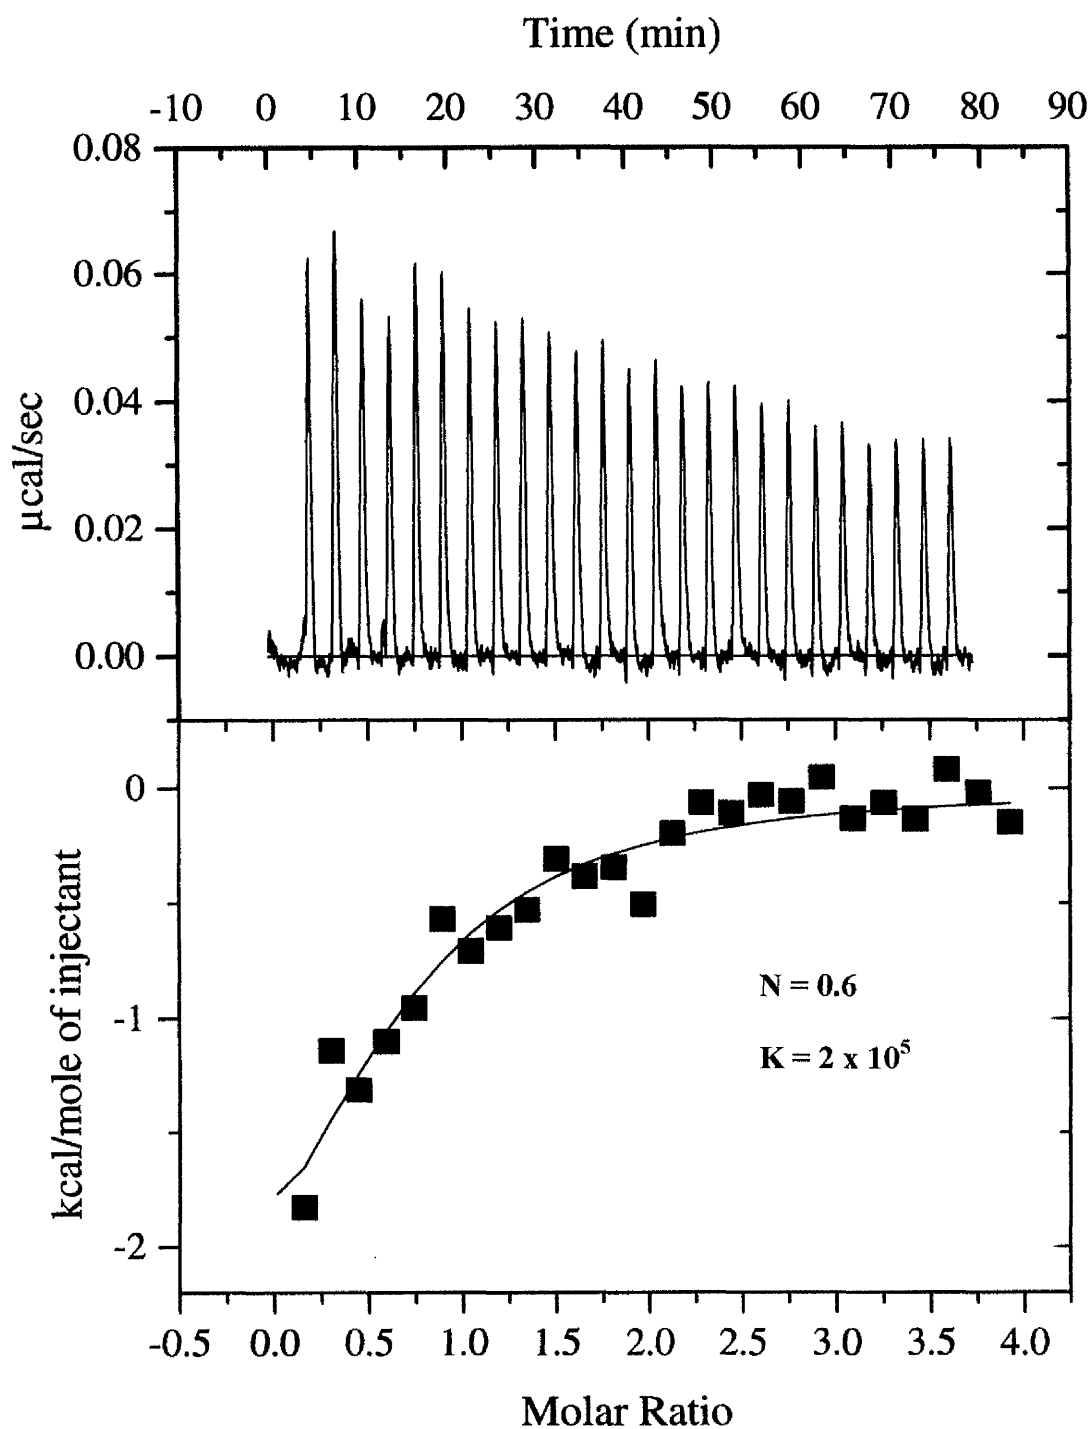 Time (min)
-10 0 10 20 30 40 50 60 70 80 90
0.08
0.06
0.04
0.02
0.00
µcal/sec
0
-1
-2
kcal/mole of injectant
N = 0.6
K = 2 x 10⁵
-0.5 0.0 0.5 1.0 1.5 2.0 2.5 3.0 3.5 4.0
Molar Ratio